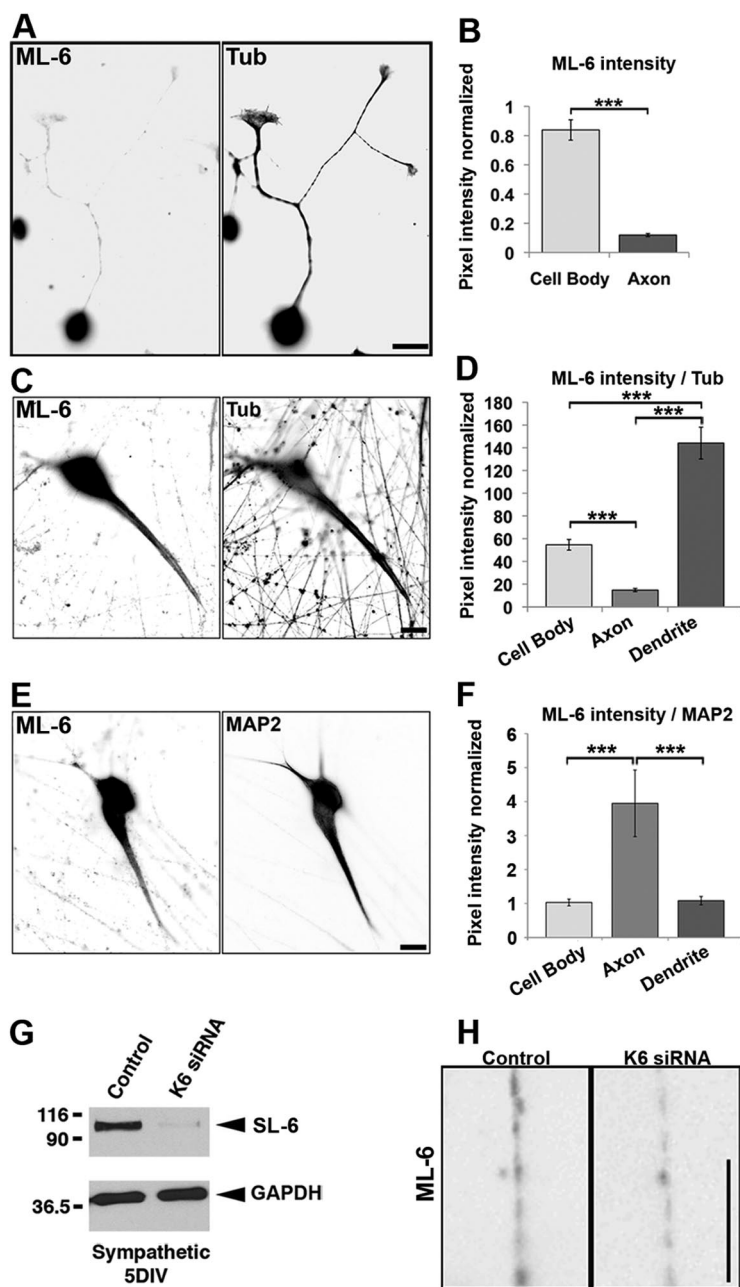 A
ML-6
Tub
B
ML-6 intensity
***
Pixel intensity normalized
1
0.8
0.6
0.4
0.2
0
Cell Body
Axon
C
ML-6
Tub
D
ML-6 intensity / Tub
***
***
***
Pixel intensity normalized
180
160
140
120
100
80
60
40
20
0
Cell Body
Axon
Dendrite
E
ML-6
MAP2
F
ML-6 intensity / MAP2
***
***
Pixel intensity normalized
6
5
4
3
2
1
0
Cell Body
Axon
Dendrite
G
Control
K6 siRNA
116
90
SL-6
36.5
GAPDH
Sympathetic
5DIV
H
Control
K6 siRNA
ML-6